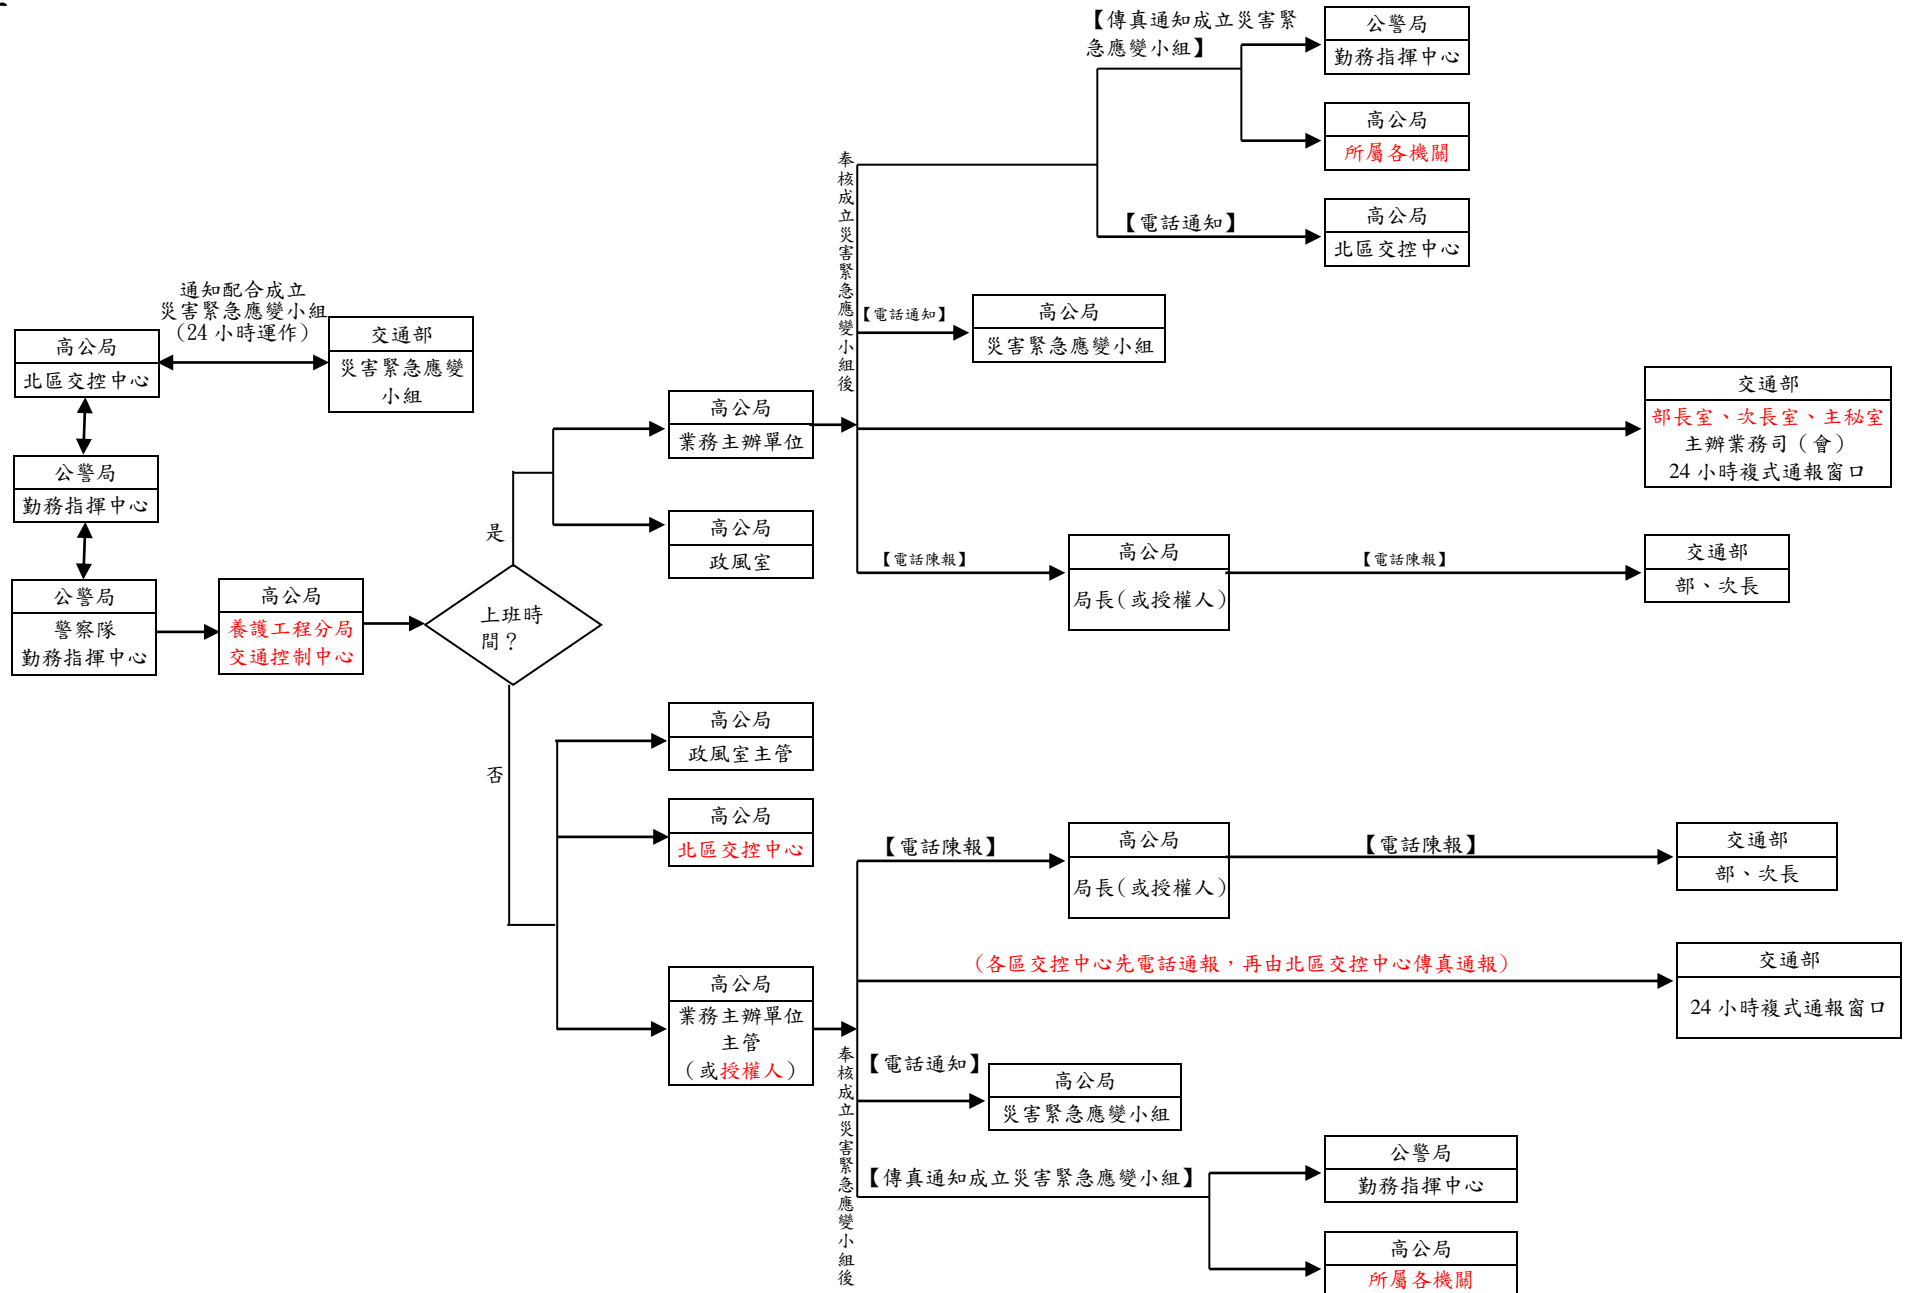 【傳真通知成立災害緊
急應變小組】
公警局
勤務指揮中心
高公局
所屬各機關
【電話通知】
高公局
北區交控中心
奉核成立災害緊急應變小組後
【電話通知】
高公局
災害緊急應變小組
通知配合成立
災害緊急應變小組
（24 小時運作）
高公局
北區交控中心
交通部
災害緊急應變
小組
公警局
勤務指揮中心
公警局
警察隊
勤務指揮中心
高公局
養護工程分局
交通控制中心
上班時
間？
是
否
高公局
業務主辦單位
高公局
政風室
交通部
部長室、次長室、主秘室
主辦業務司（會）
24 小時複式通報窗口
【電話陳報】
高公局
局長（或授權人）
【電話陳報】
交通部
部、次長
高公局
政風室主管
高公局
北區交控中心
高公局
業務主辦單位
主管
（或授權人）
【電話陳報】
高公局
局長（或授權人）
【電話陳報】
交通部
部、次長
（各區交控中心先電話通報，再由北區交控中心傳真通報）
交通部
24 小時複式通報窗口
奉核成立災害緊急應變小組後
【電話通知】
高公局
災害緊急應變小組
【傳真通知成立災害緊急應變小組】
公警局
勤務指揮中心
高公局
所屬各機關